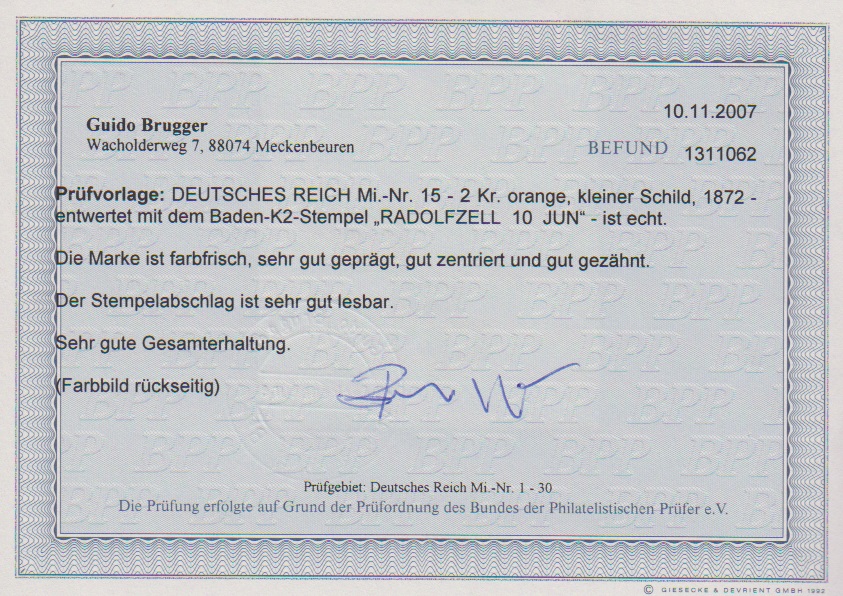 10.11.2007
Guido Brugger
Wacholderweg 7, 88074 Meckenbeuren
BEFUND 1311062
Prüfvorlage: DEUTSCHES REICH Mi.-Nr. 15 - 2 Kr. orange, kleiner Schild, 1872 -
entwertet mit dem Baden-K2-Stempel „RADOLFZELL 10 JUN“ - ist echt.
Die Marke ist farbfrisch, sehr gut geprägt, gut zentriert und gut gezähnt.
Der Stempelabschlag ist sehr gut lesbar.
Sehr gute Gesamterhaltung.
(Farbbild rückseitig)
Prüfgebiet: Deutsches Reich Mi.-Nr. 1 - 30
Die Prüfung erfolgte auf Grund der Prüfordnung des Bundes der Philatelistischen Prüfer e.V.
© GIESECKE & DEVRIENT GMBH 1992